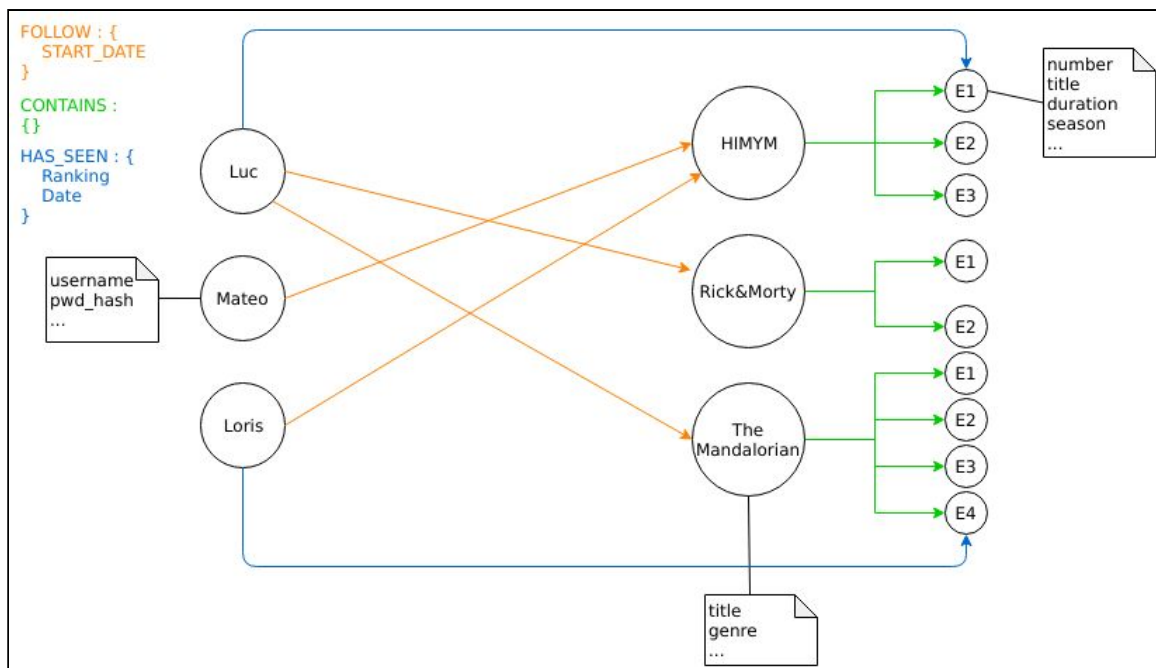 FOLLOW : {
START_DATE
}
CONTAINS :
{}
HAS_SEEN : {
Ranking
Date
}
Luc
Mateo
Loris
username
pwd_hash
...
HIMYM
Rick&Morty
The
Mandalorian
title
genre
...
E1
E2
E3
E1
E2
E1
E2
E3
E4
number
title
duration
season
...